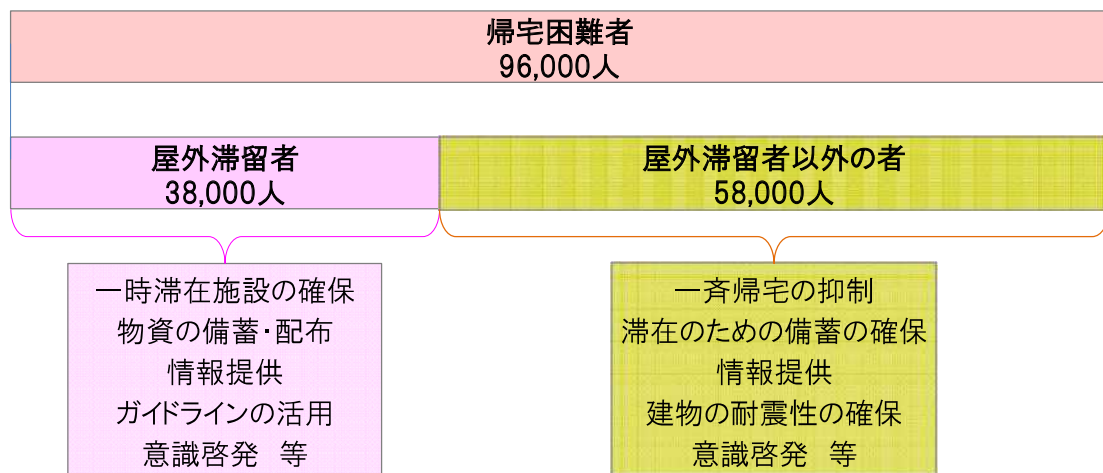 帰宅困難者
96,000人
屋外滞留者
38,000人
屋外滞留者以外の者
58,000人
一時滞在施設の確保
物資の備蓄・配布
情報提供
ガイドラインの活用
意識啓発　等
一斉帰宅の抑制
滞在のための備蓄の確保
情報提供
建物の耐震性の確保
意識啓発　等